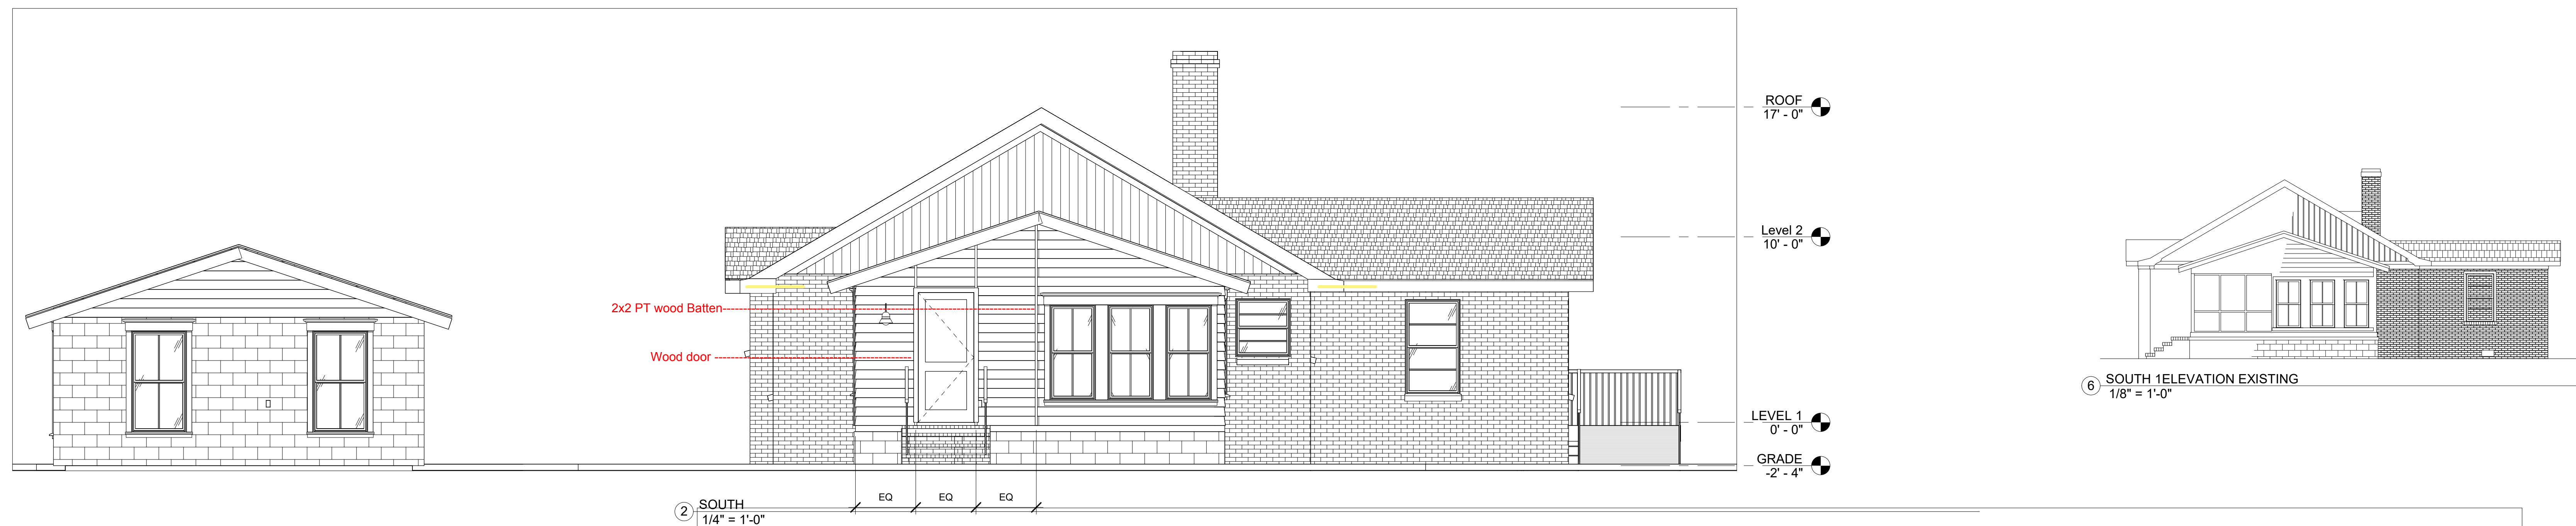 ROOF
17' - 0"
Level 2
10' - 0"
2x2 PT wood Batten
Wood door
LEVEL 1
0' - 0"
GRADE
-2' - 4"
EQ EQ EQ
2 SOUTH
1/4" = 1'-0"
6 SOUTH 1ELEVATION EXISTING
1/8" = 1'-0"